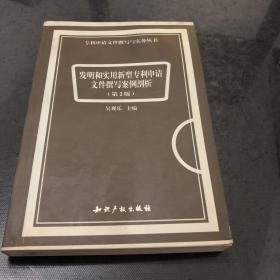 专利申请文件撰写与实务丛书
发明和实用新型专利申请
文件撰写案例剖析
（第2版）
吴观乐 主编
知识产权出版社